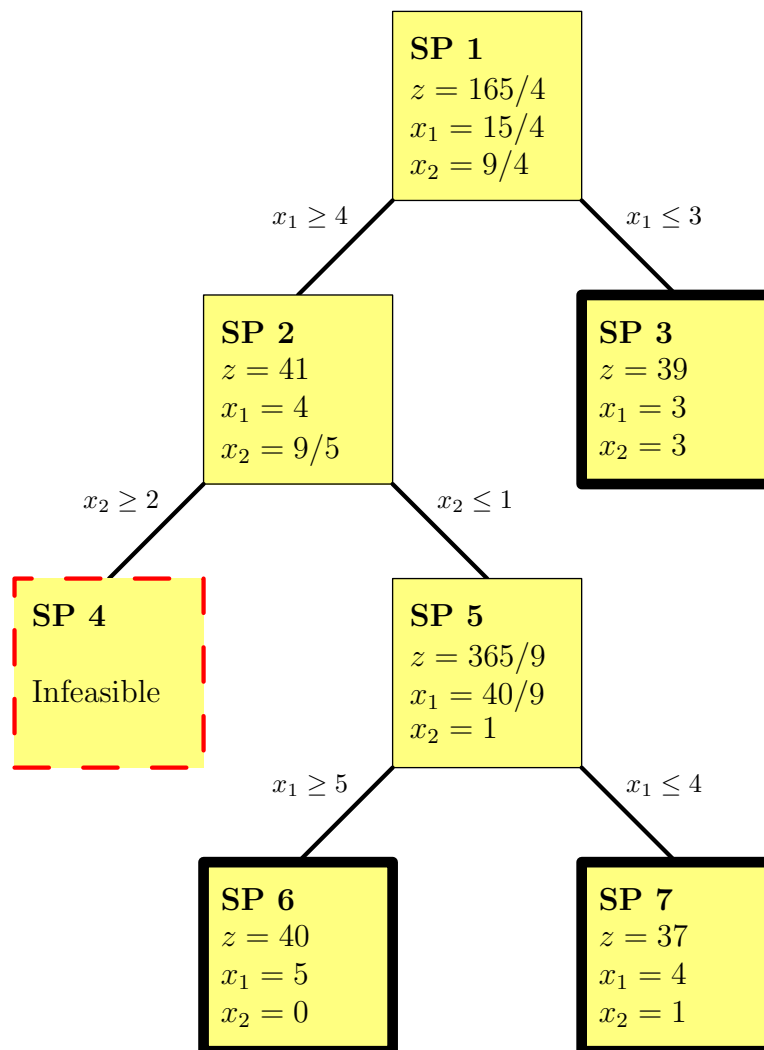 SP 1
z = 165/4
x₁ = 15/4
x₂ = 9/4
x₁ ≥ 4
x₁ ≤ 3
SP 2
z = 41
x₁ = 4
x₂ = 9/5
SP 3
z = 39
x₁ = 3
x₂ = 3
x₂ ≥ 2
x₂ ≤ 1
SP 4
Infeasible
SP 5
z = 365/9
x₁ = 40/9
x₂ = 1
x₁ ≥ 5
x₁ ≤ 4
SP 6
z = 40
x₁ = 5
x₂ = 0
SP 7
z = 37
x₁ = 4
x₂ = 1